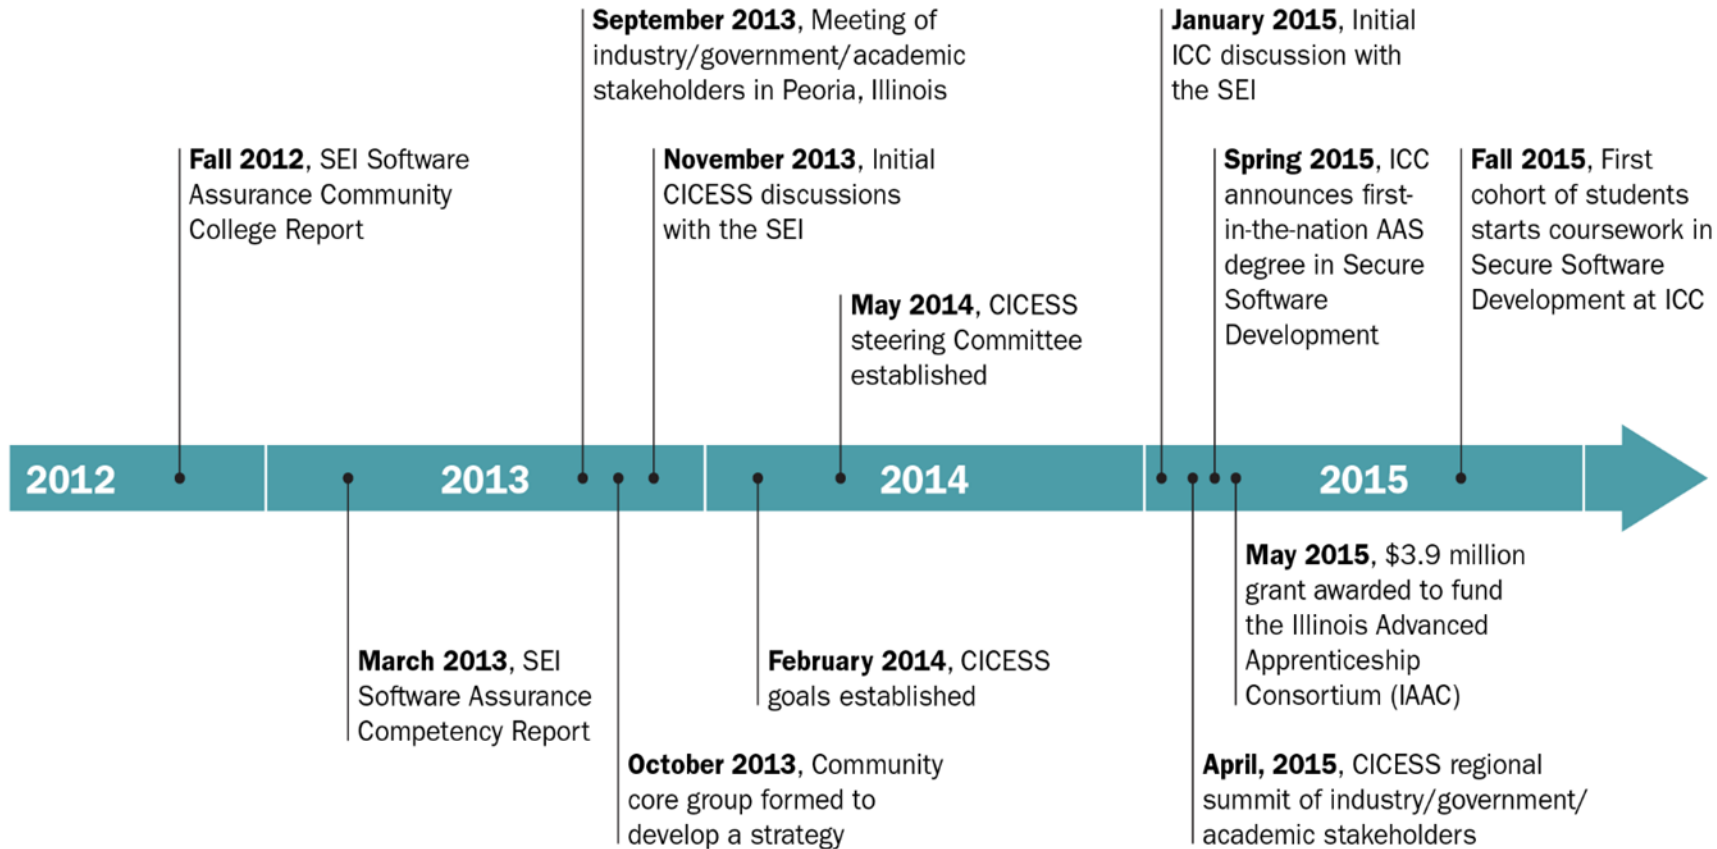 September 2013, Meeting of
industry/government/academic
stakeholders in Peoria, Illinois
January 2015, Initial
ICC discussion with
the SEI
Fall 2012, SEI Software
Assurance Community
College Report
November 2013, Initial
CICESS discussions
with the SEI
Spring 2015, ICC
announces first-
in-the-nation AAS
degree in Secure
Software
Development
Fall 2015, First
cohort of students
starts coursework in
Secure Software
Development at ICC
May 2014, CICESS
steering Committee
established
2012
2013
2014
2015
March 2013, SEI
Software Assurance
Competency Report
October 2013, Community
core group formed to
develop a strategy
February 2014, CICESS
goals established
May 2015, $3.9 million
grant awarded to fund
the Illinois Advanced
Apprenticeship
Consortium (IAAC)
April, 2015, CICESS regional
summit of industry/government/
academic stakeholders